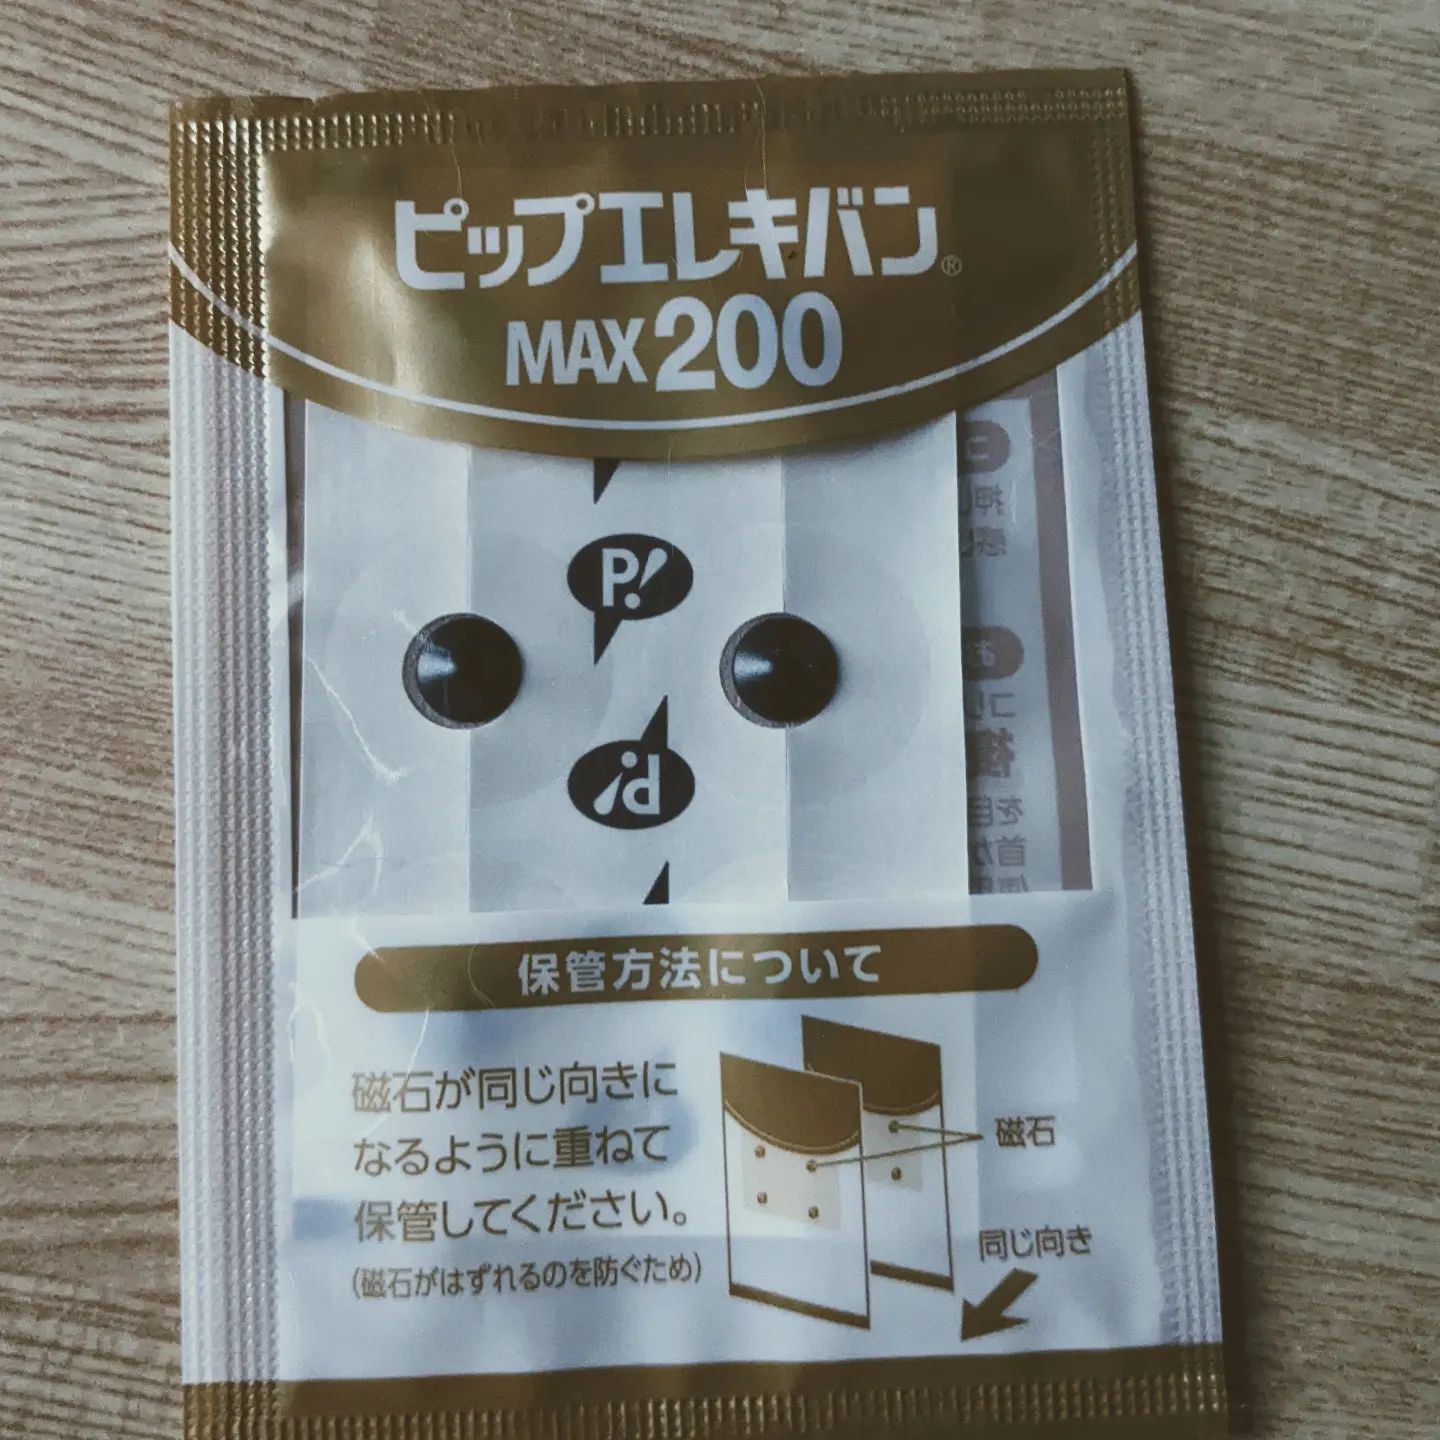 ピップエレキバン®
MAX200
P!
P!
保管方法について
磁石が同じ向きに
なるように重ねて
保管してください。
(磁石がはずれるのを防ぐため)
磁石
同じ向き